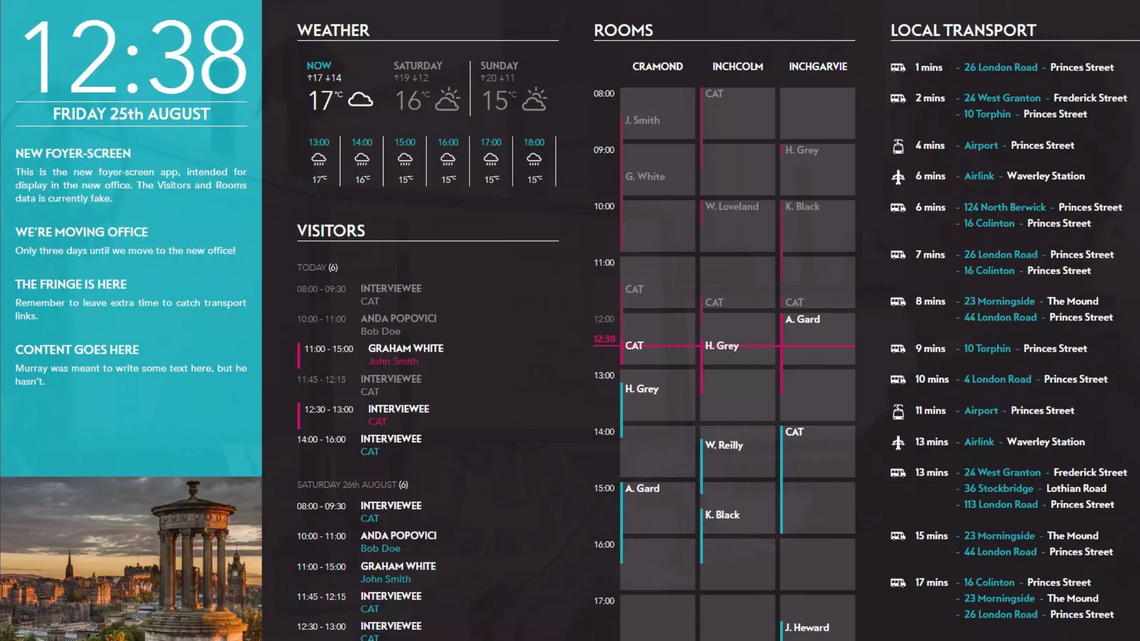 12:38
FRIDAY 25th AUGUST
NEW FOYER-SCREEN
This is the new foyer-screen app, intended for
display in the new office. The Visitors and Rooms
data is currently fake.
WE'RE MOVING OFFICE
Only three days until we move to the new office!
THE FRINGE IS HERE
Remember to leave extra time to catch transport
links.
CONTENT GOES HERE
Murray was meant to write some text here, but he
hasn't.
WEATHER
NOW
↑17 ↓14
17°C
SATURDAY
↑19 ↓12
16°C
SUNDAY
↑20 ↓11
15°C
13:00 14:00 15:00 16:00 17:00 18:00
17°C 16°C 15°C 15°C 15°C 15°C
VISITORS
TODAY (6)
08:00 - 09:30 INTERVIEWEE
CAT
10:00 - 11:00 ANDA POPOVICI
Bob Doe
11:00 - 15:00 GRAHAM WHITE
John Smith
11:45 - 12:15 INTERVIEWEE
CAT
12:30 - 13:00 INTERVIEWEE
CAT
14:00 - 16:00 INTERVIEWEE
CAT
SATURDAY 26th AUGUST (6)
08:00 - 09:30 INTERVIEWEE
CAT
10:00 - 11:00 ANDA POPOVICI
Bob Doe
11:00 - 15:00 GRAHAM WHITE
John Smith
11:45 - 12:15 INTERVIEWEE
CAT
12:30 - 13:00 INTERVIEWEE
CAT
ROOMS
CRAMOND INCHCOLM INCHGARVIE
08:00 CAT
J. Smith
09:00 H. Grey
G. White
10:00 W. Loveland K. Black
11:00
CAT
CAT CAT
12:00 A. Gard
12:38 CAT H. Grey
13:00
H. Grey
14:00 CAT
W. Reilly
15:00 A. Gard
K. Black
16:00
17:00
J. Heward
LOCAL TRANSPORT
1 mins - 26 London Road - Princes Street
2 mins - 24 West Granton - Frederick Street
- 10 Torphin - Princes Street
4 mins - Airport - Princes Street
6 mins - Airlink - Waverley Station
6 mins - 124 North Berwick - Princes Street
- 16 Colinton - Princes Street
7 mins - 26 London Road - Princes Street
- 16 Colinton - Princes Street
8 mins - 23 Morningside - The Mound
- 44 London Road - Princes Street
9 mins - 10 Torphin - Princes Street
10 mins - 4 London Road - Princes Street
11 mins - Airport - Princes Street
13 mins - Airlink - Waverley Station
13 mins - 24 West Granton - Frederick Street
- 36 Stockbridge - Lothian Road
- 113 London Road - Princes Street
15 mins - 23 Morningside - The Mound
- 44 London Road - Princes Street
17 mins - 16 Colinton - Princes Street
- 23 Morningside - The Mound
- 26 London Road - Princes Street